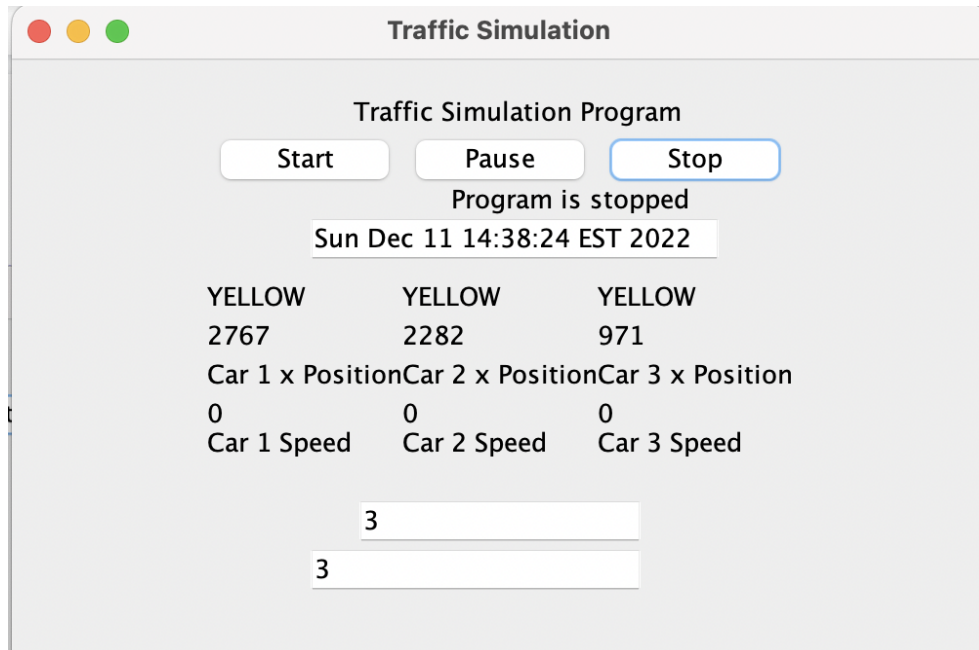 Traffic Simulation
Traffic Simulation Program
Start Pause Stop
Program is stopped
Sun Dec 11 14:38:24 EST 2022
YELLOW YELLOW YELLOW
2767 2282 971
Car 1 x Position Car 2 x Position Car 3 x Position
0 0 0
Car 1 Speed Car 2 Speed Car 3 Speed
3
3